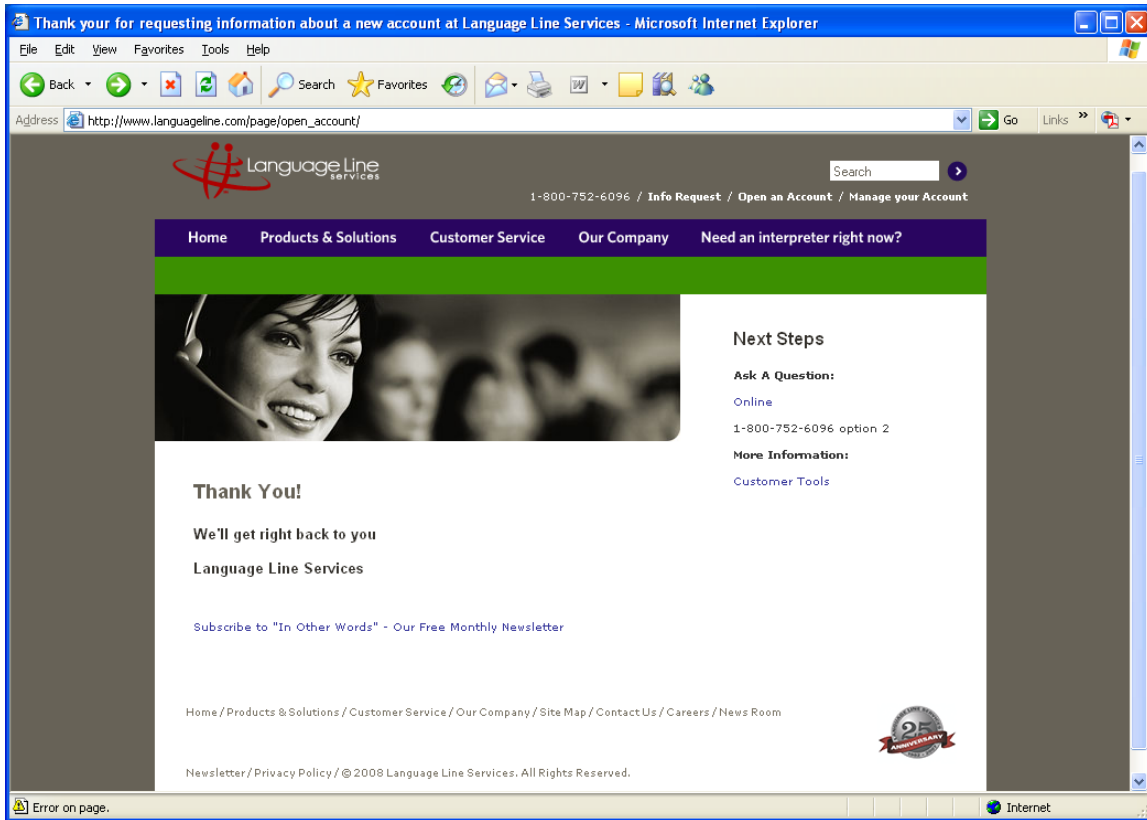 Thank your for requesting information about a new account at Language Line Services - Microsoft Internet Explorer
File Edit View Favorites Tools Help
Back Search Favorites
Address http://www.languageline.com/page/open_account/ Go Links »
Language Line
services
Search
1-800-752-6096 / Info Request / Open an Account / Manage your Account
Home Products & Solutions Customer Service Our Company Need an interpreter right now?
Next Steps
Ask A Question:
Online
1-800-752-6096 option 2
More Information:
Customer Tools
Thank You!
We'll get right back to you
Language Line Services
Subscribe to "In Other Words" - Our Free Monthly Newsletter
Home / Products & Solutions / Customer Service / Our Company / Site Map / Contact Us / Careers / News Room
25
ANNIVERSARY
Newsletter / Privacy Policy / © 2008 Language Line Services. All Rights Reserved.
Error on page. Internet